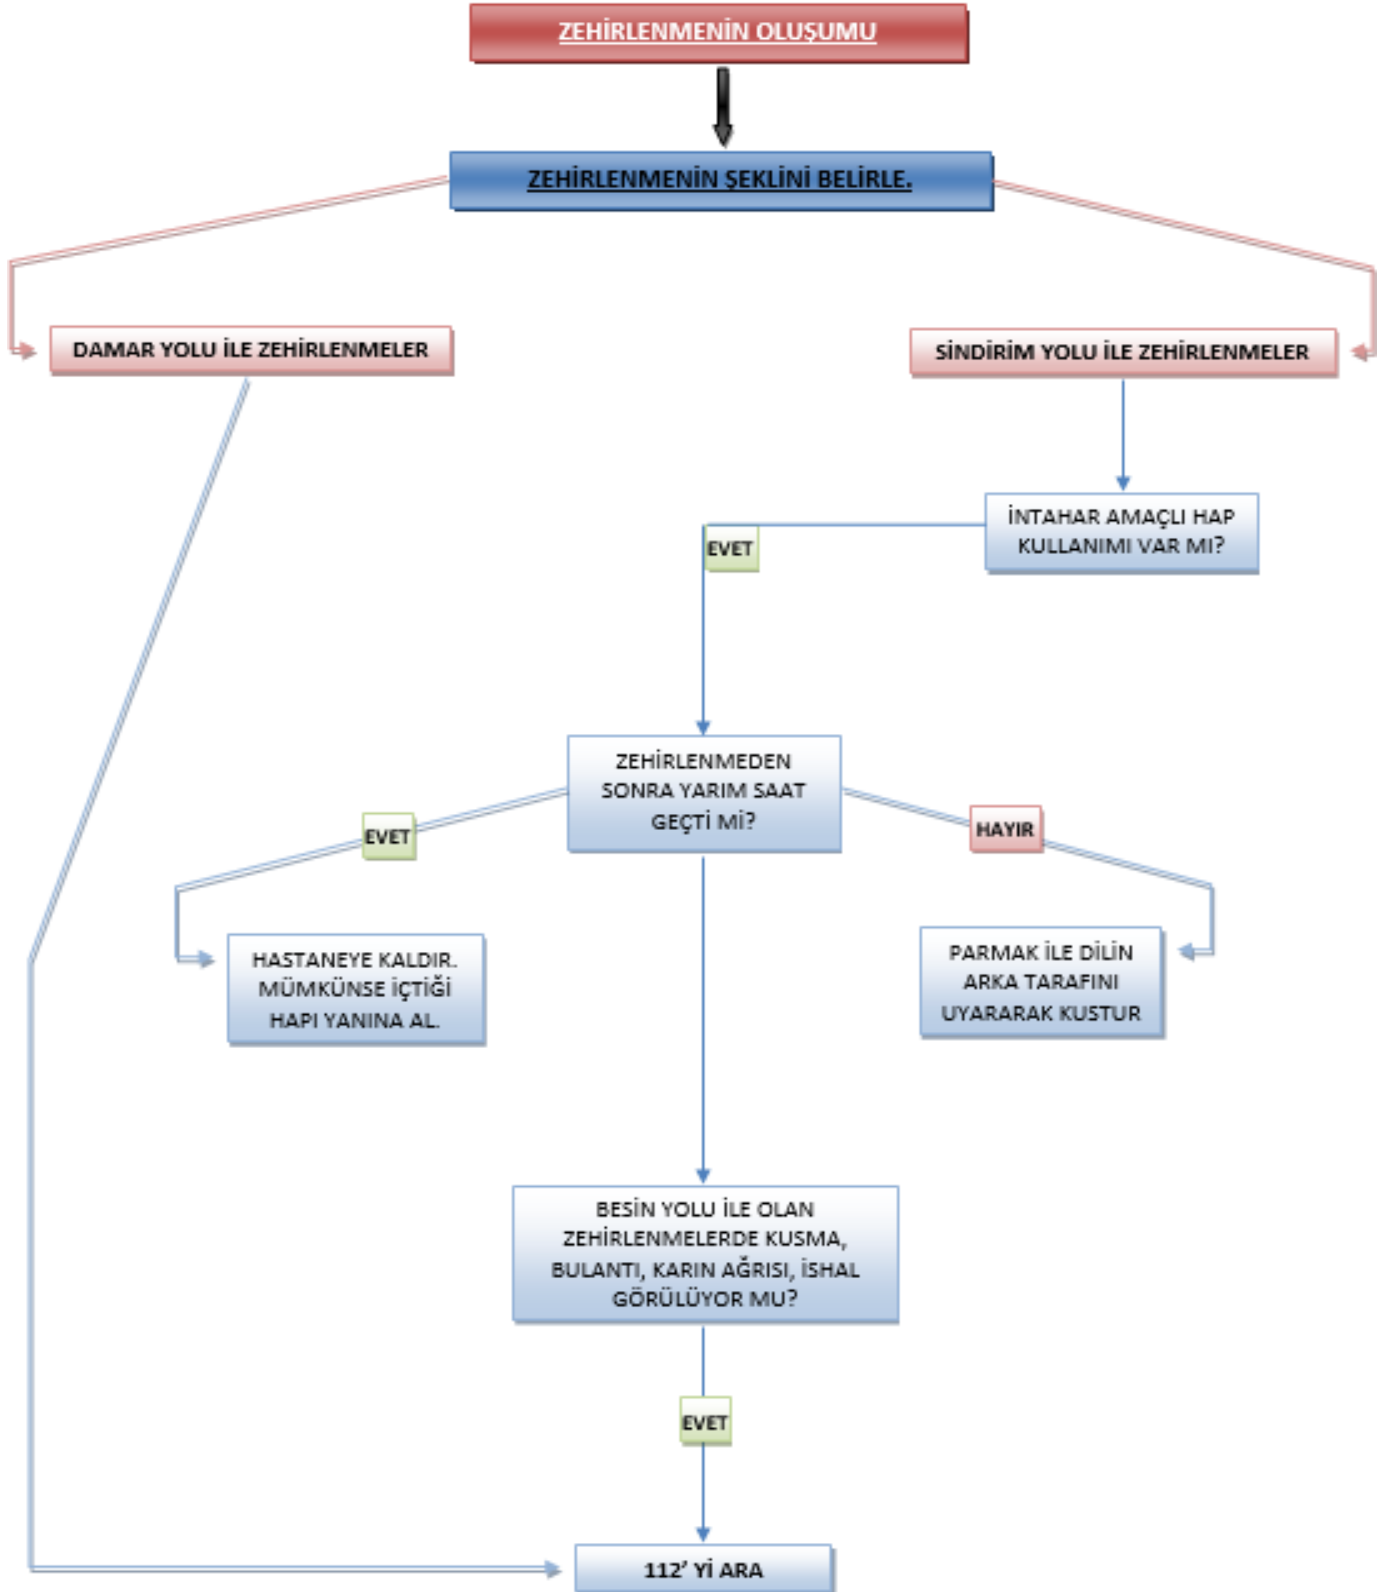 ZEHİRLENMENİN OLUŞUMU
ZEHİRLENMENİN ŞEKLİNİ BELİRLE.
DAMAR YOLU İLE ZEHİRLENMELER
SİNDİRİM YOLU İLE ZEHİRLENMELER
İNTAHAR AMAÇLI HAP
KULLANIMI VAR MI?
EVET
ZEHİRLENMEDEN
SONRA YARIM SAAT
GEÇTİ Mİ?
EVET
HAYIR
HASTANEYE KALDIR.
MÜMKÜNSE İÇTİĞİ
HAPI YANINA AL.
PARMAK İLE DİLİN
ARKA TARAFINI
UYARARAK KUSTUR
BESİN YOLU İLE OLAN
ZEHİRLENMELERDE KUSMA,
BULANTI, KARIN AĞRISI, İSHAL
GÖRÜLÜYOR MU?
EVET
112' Yİ ARA